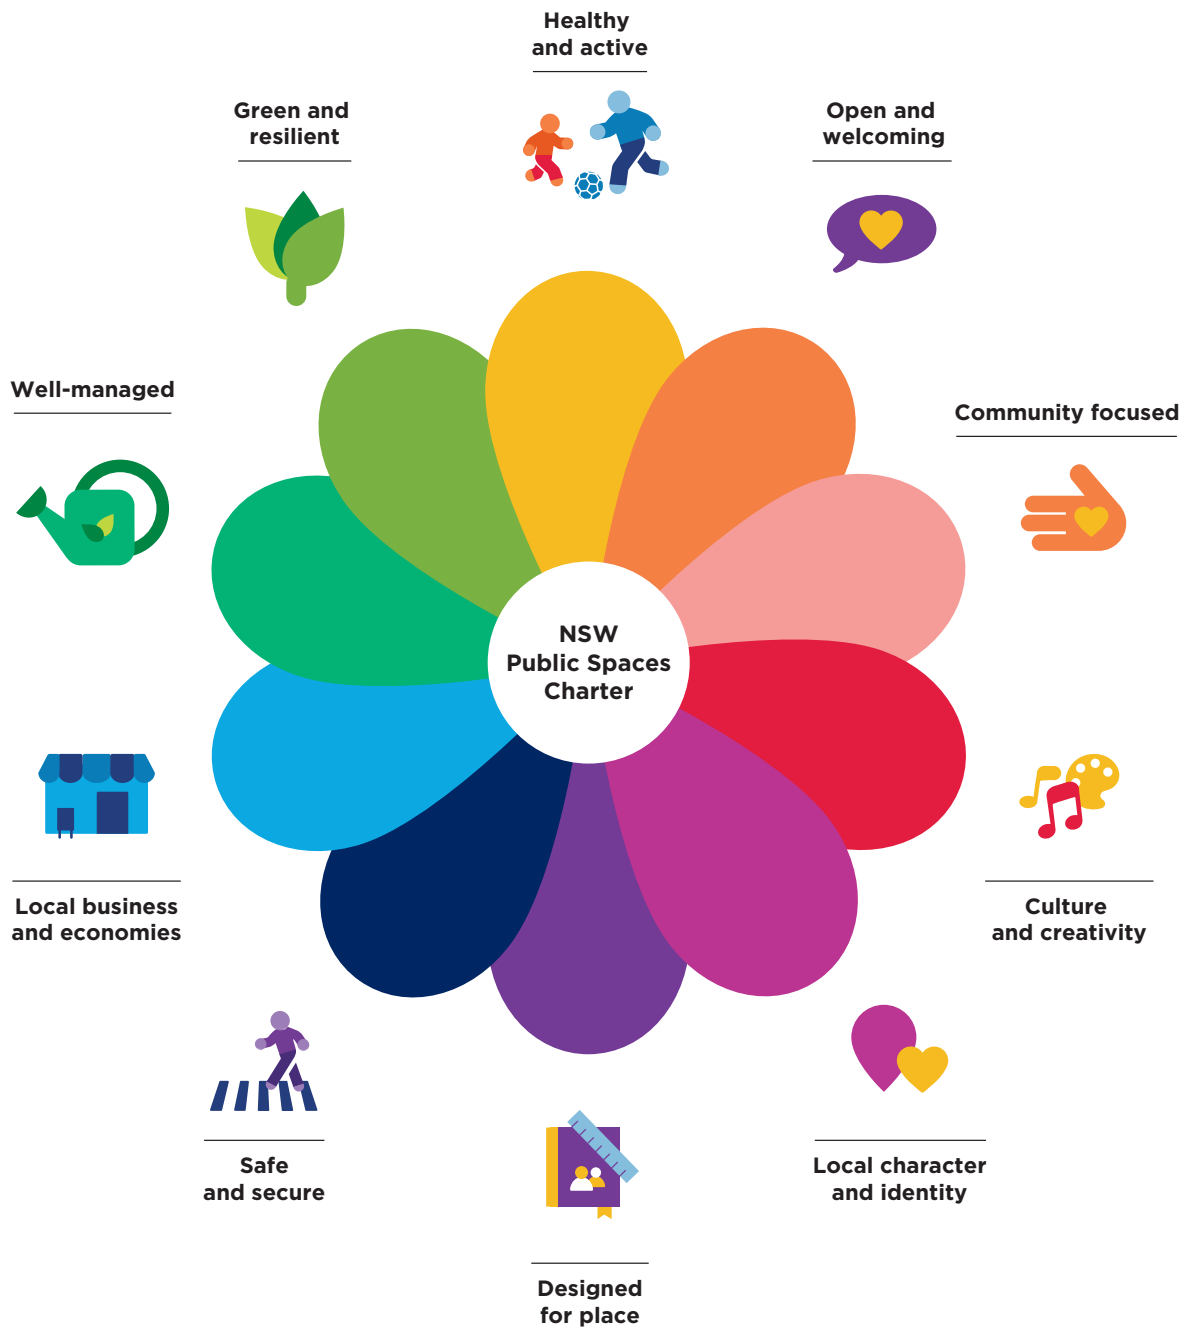 Healthy
and active
Green and
resilient
Open and
welcoming
Well-managed
Community focused
NSW
Public Spaces
Charter
Local business
and economies
Culture
and creativity
Safe
and secure
Local character
and identity
Designed
for place